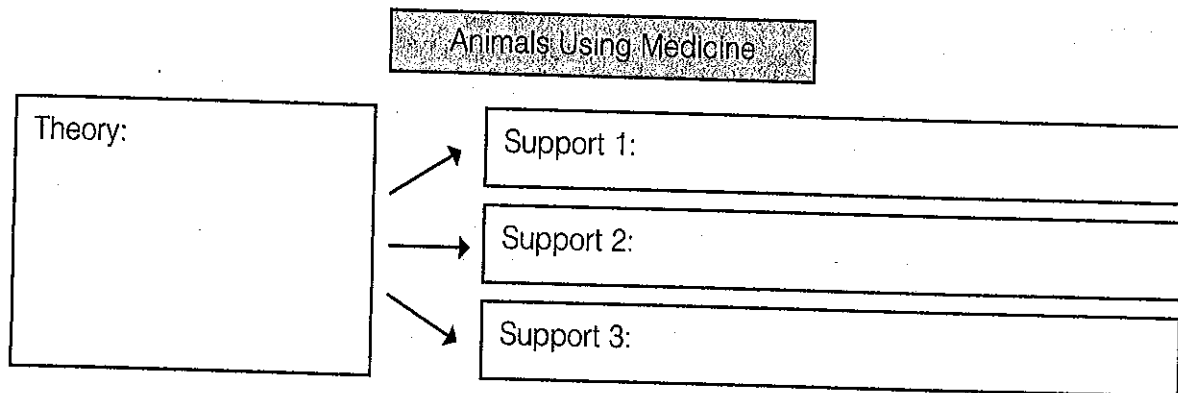 Animals Using Medicine
Theory:
Support 1:
Support 2:
Support 3: